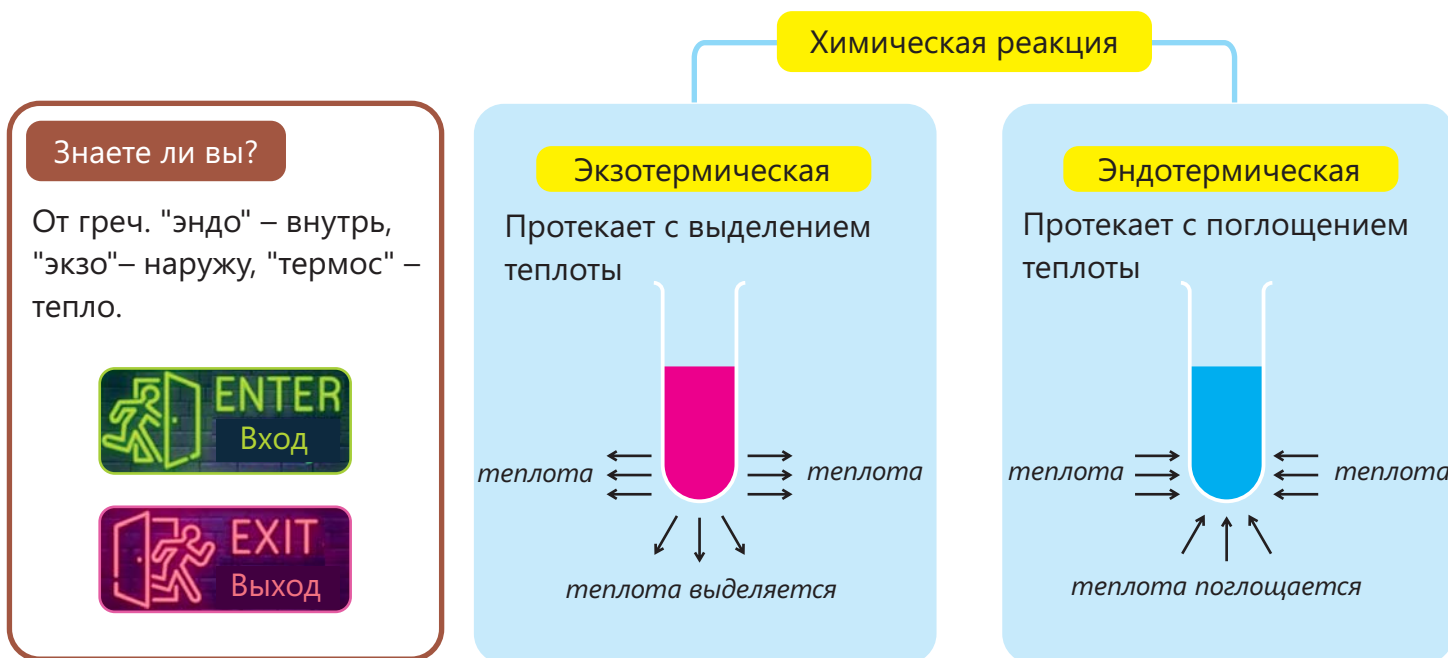 Химическая реакция
Знаете ли вы?
От греч. "эндо" – внутрь,
"экзо"– наружу, "термос" –
тепло.
ENTER
Вход
EXIT
Выход
Экзотермическая
Протекает с выделением
теплоты
теплота
теплота
теплота выделяется
Эндотермическая
Протекает с поглощением
теплоты
теплота
теплота
теплота поглощается